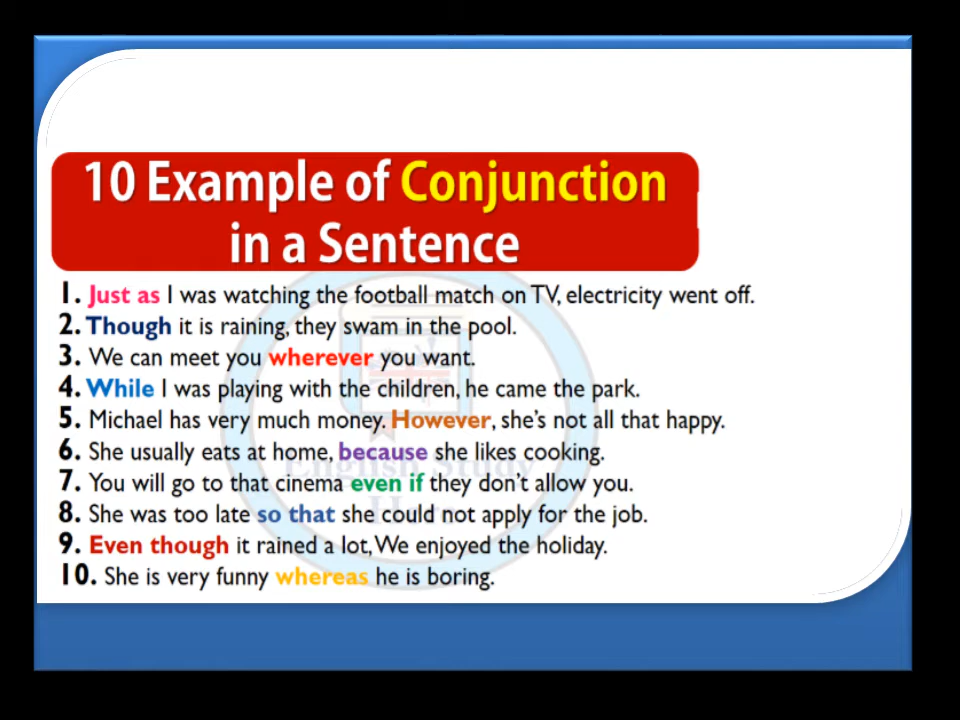 10 Example of Conjunction
in a Sentence
1. Just as I was watching the football match on TV, electricity went off.
2. Though it is raining, they swam in the pool.
3. We can meet you wherever you want.
4. While I was playing with the children, he came the park.
5. Michael has very much money. However, she's not all that happy.
6. She usually eats at home, because she likes cooking.
7. You will go to that cinema even if they don't allow you.
8. She was too late so that she could not apply for the job.
9. Even though it rained a lot, We enjoyed the holiday.
10. She is very funny whereas he is boring.
English Study
Here